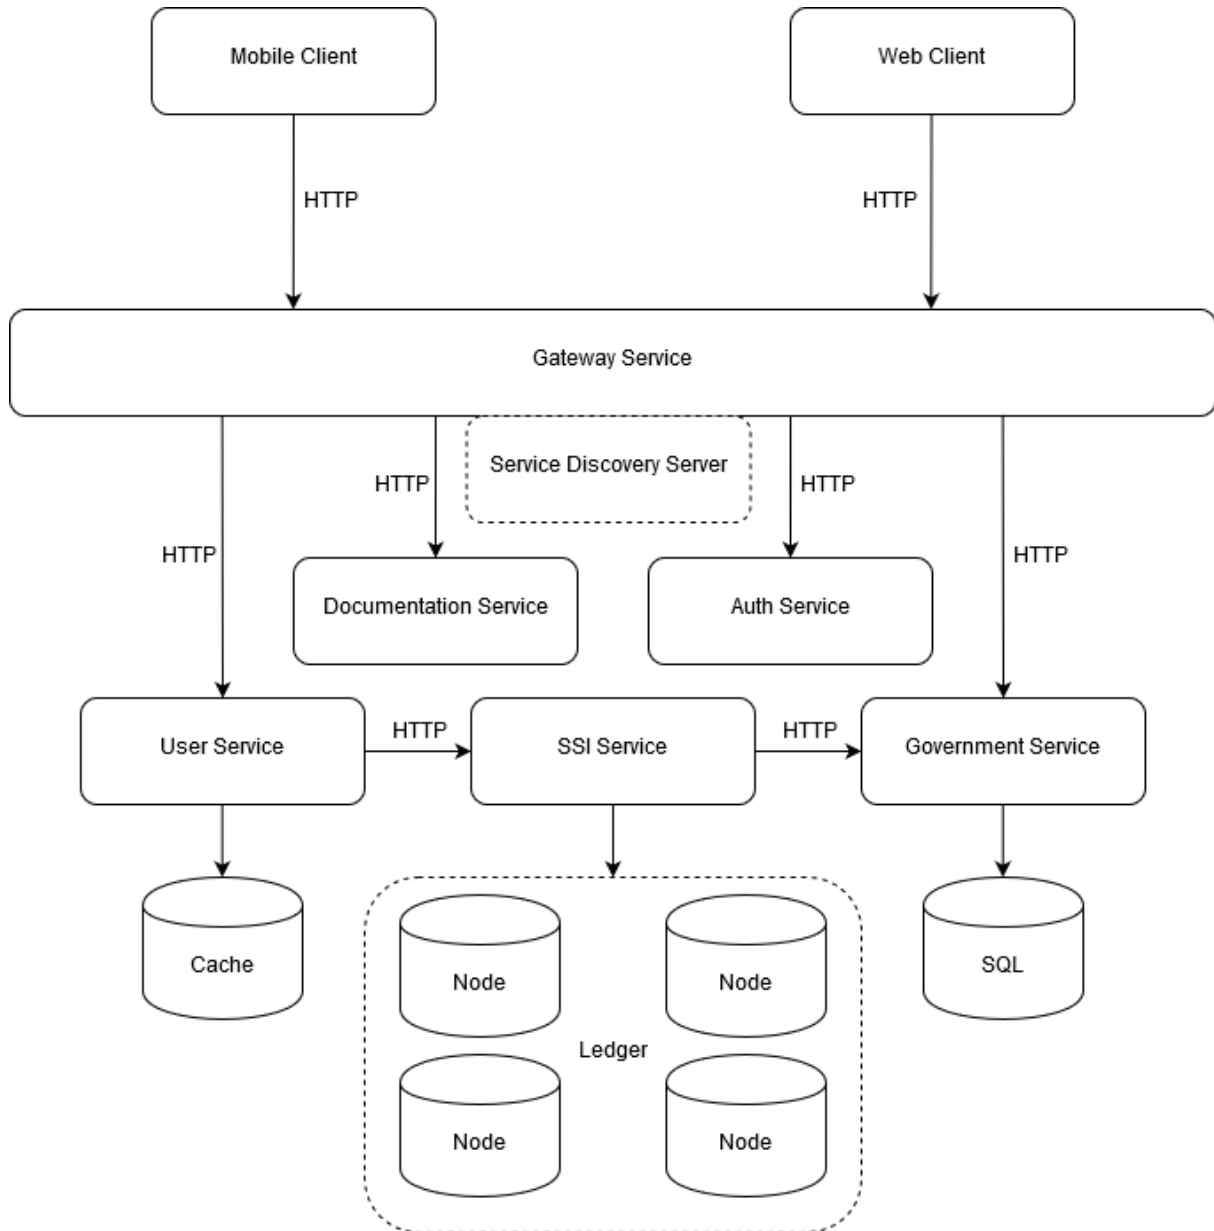 Mobile Client
Web Client
HTTP
HTTP
Gateway Service
Service Discovery Server
HTTP
HTTP
HTTP
HTTP
Documentation Service
Auth Service
User Service
HTTP
SSI Service
HTTP
Government Service
Cache
Node
Node
SQL
Ledger
Node
Node